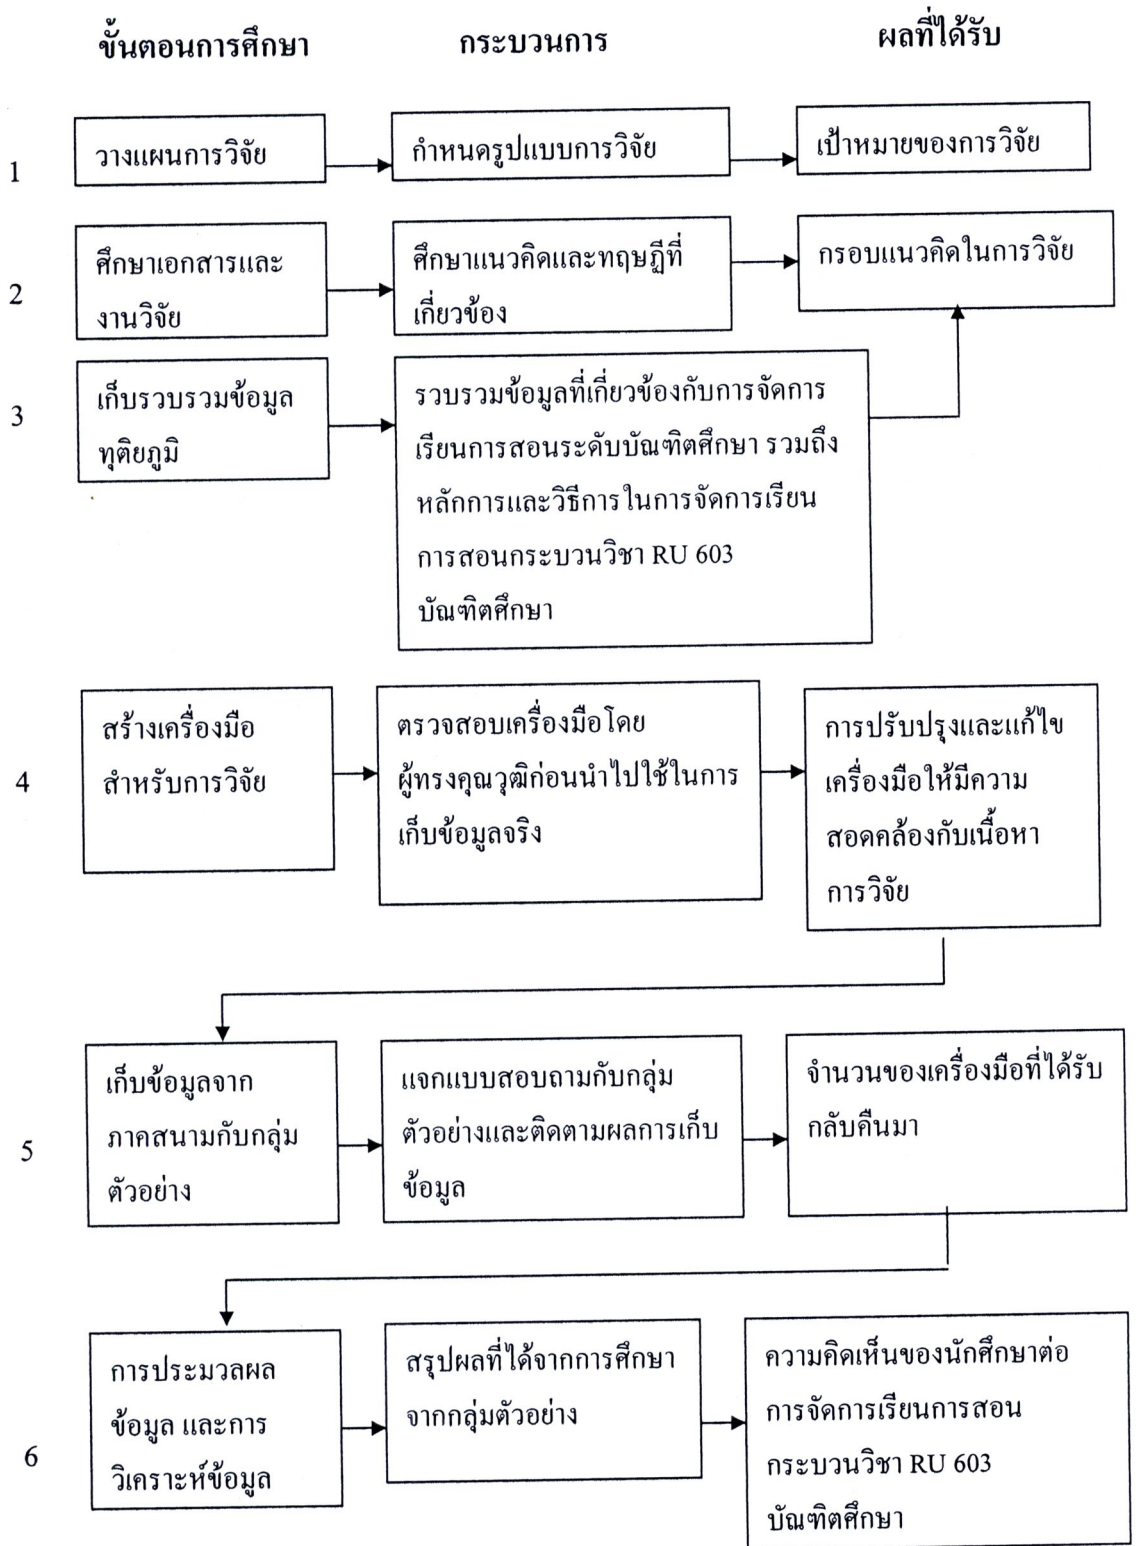 ขั้นตอนการศึกษา กระบวนการ ผลที่ได้รับ
1
วางแผนการวิจัย
กำหนดรูปแบบการวิจัย
เป้าหมายของการวิจัย
2
ศึกษาเอกสารและ
งานวิจัย
ศึกษาแนวคิดและทฤษฎีที่
เกี่ยวข้อง
กรอบแนวคิดในการวิจัย
3
เก็บรวบรวมข้อมูล
ทุติยภูมิ
รวบรวมข้อมูลที่เกี่ยวข้องกับการจัดการ
เรียนการสอนระดับบัณฑิตศึกษา รวมถึง
หลักการและวิธีการในการจัดการเรียน
การสอนกระบวนวิชา RU 603
บัณฑิตศึกษา
4
สร้างเครื่องมือ
สำหรับการวิจัย
ตรวจสอบเครื่องมือโดย
ผู้ทรงคุณวุฒิก่อนนำไปใช้ในการ
เก็บข้อมูลจริง
การปรับปรุงและแก้ไข
เครื่องมือให้มีความ
สอดคล้องกับเนื้อหา
การวิจัย
5
เก็บข้อมูลจาก
ภาคสนามกับกลุ่ม
ตัวอย่าง
แจกแบบสอบถามกับกลุ่ม
ตัวอย่างและติดตามผลการเก็บ
ข้อมูล
จำนวนของเครื่องมือที่ได้รับ
กลับคืนมา
6
การประมวลผล
ข้อมูล และการ
วิเคราะห์ข้อมูล
สรุปผลที่ได้จากการศึกษา
จากกลุ่มตัวอย่าง
ความคิดเห็นของนักศึกษาต่อ
การจัดการเรียนการสอน
กระบวนวิชา RU 603
บัณฑิตศึกษา